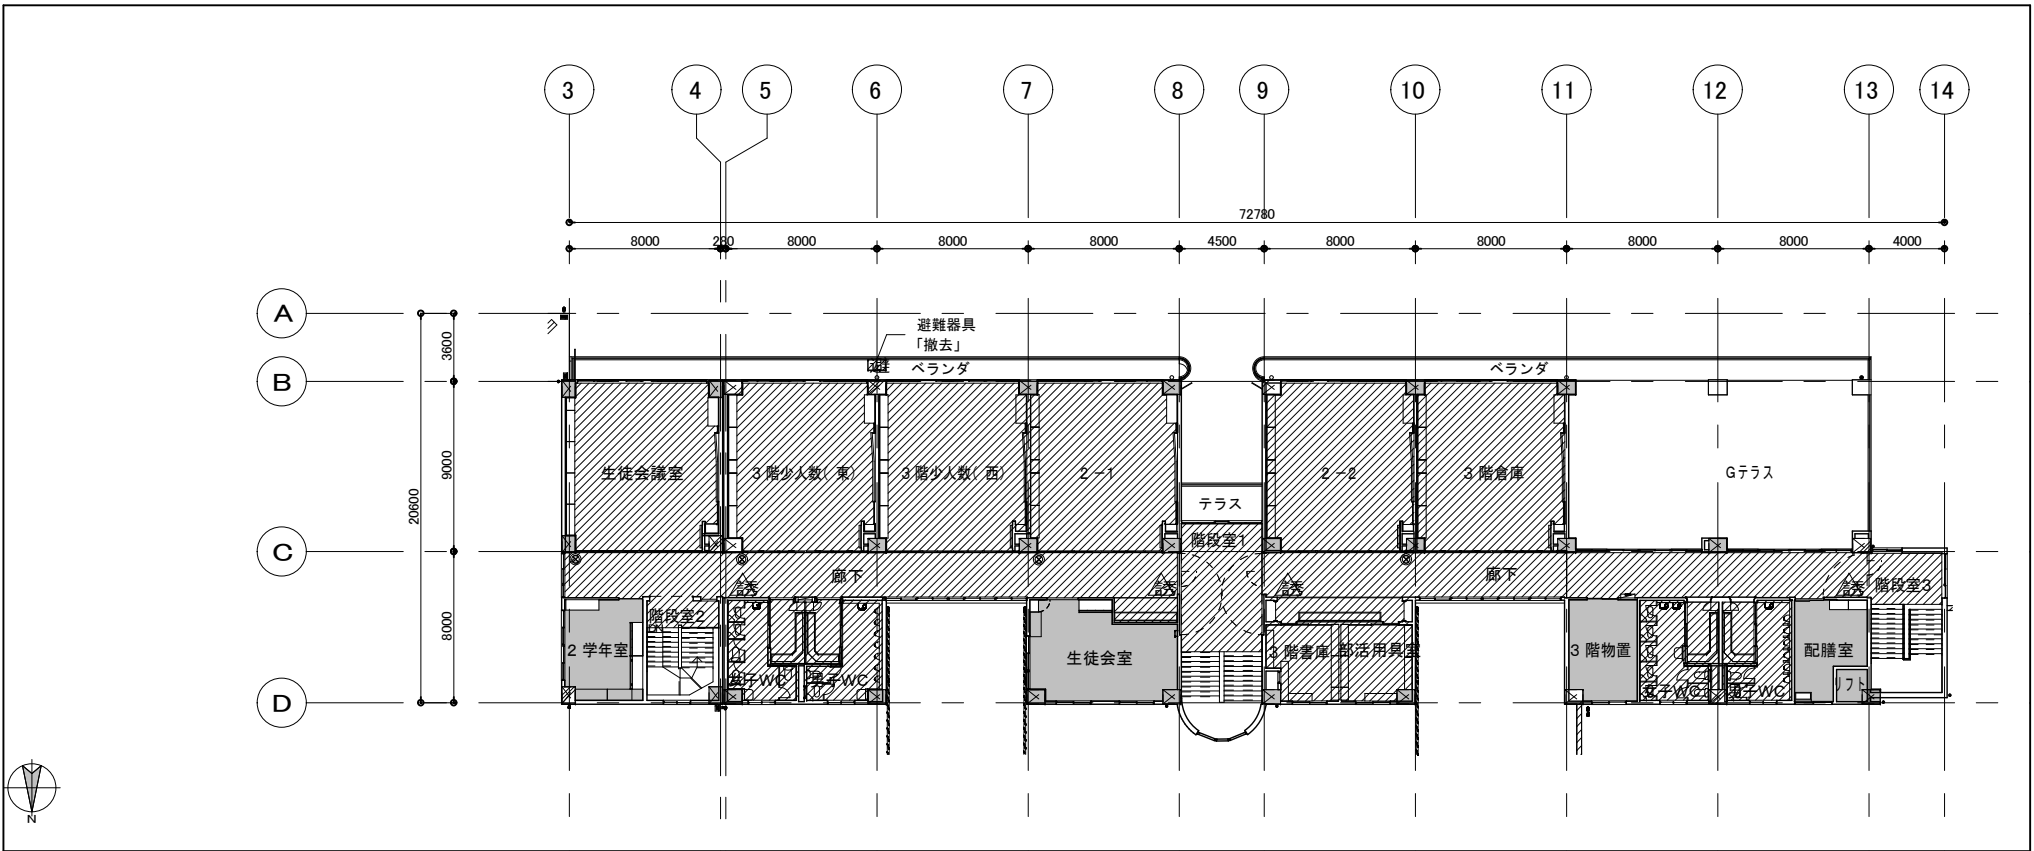 3 4 5 6 7 8 9 10 11 12 13 14
72780
8000 280 8000 8000 8000 4500 8000 8000 8000 8000 4000
A
避難器具
「撤去」
3600
避
ベランダ ベランダ
B
生徒会議室 3階少人数(東) 3階少人数(西) 2-1 2-2 3階倉庫 Gテラス
9000
20600
テラス
階段室1
C
廊下 廊下
誘 誘 誘 誘
階段室3
階段室2
DN
8000
2学年室 生徒会室 3階書庫 部活用具室 3階物置 配膳室
女子WC 男子WC 女子WC 男子WC リフト
D
N